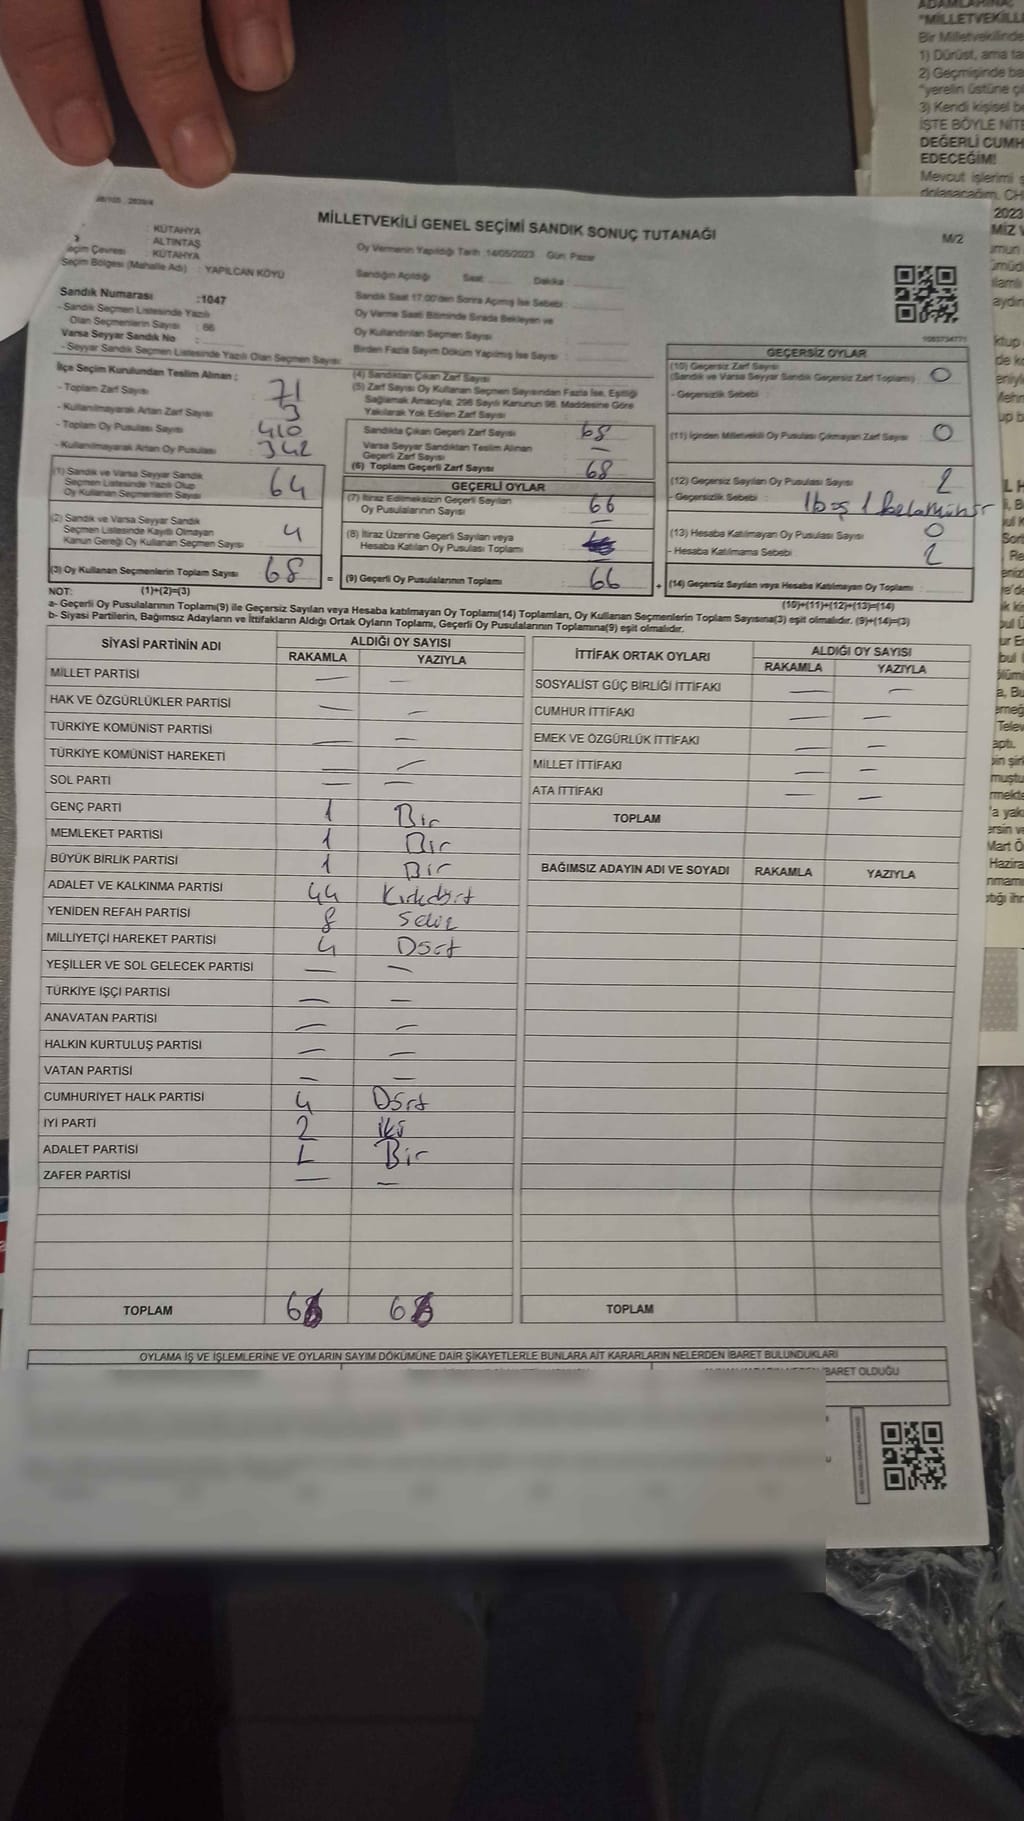 ADAMLARINA;
"MİLLETVEKİLL
Bir Milletvekilinde
1) Dürüst, ama ta
2) Geçmişinde ba
"yerelin üstüne çı
3) Kendi kişisel b
İŞTE BÖYLE NİTE
DEĞERLİ CUMH
EDECEĞİM!
Mevcut işlerimi ş
dolaşacağım, CH
2023
MİLLETVEKİLİ GENEL SEÇİMİ SANDIK SONUÇ TUTANAĞI
M/2
: KÜTAHYA
: ALTINTAŞ
Seçim Çevresi : KÜTAHYA
Seçim Bölgesi (Mahalle Adı) : YAPILCAN KÖYÜ
Oy Vermenin Yapıldığı Tarih :14/05/2023 Gün: Pazar
Sandığın Açıldığı Saat: Dakika :
Sandık Numarası :1047
- Sandık Seçmen Listesinde Yazılı
Olan Seçmenlerin Sayısı : 66
Varsa Seyyar Sandık No :
- Seyyar Sandık Seçmen Listesinde Yazılı Olan Seçmen Sayısı :
Sandık Saat 17.00'den Sonra Açılmış İse Sebebi :
Oy Verme Saati Bitiminde Sırada Bekleyen ve
Oy Kullandırılan Seçmen Sayısı :
Birden Fazla Sayım Döküm Yapılmış İse Sayısı :
İlçe Seçim Kurulundan Teslim Alınan :
- Toplam Zarf Sayısı : 71
- Kullanılmayarak Artan Zarf Sayısı : 3
- Toplam Oy Pusulası Sayısı : 410
- Kullanılmayarak Artan Oy Pusulası : 342
(1) Sandık ve Varsa Seyyar Sandık
Seçmen Listesinde Yazılı Olup
Oy Kullanan Seçmenlerin Sayısı : 64
(2) Sandık ve Varsa Seyyar Sandık
Seçmen Listesinde Kayıtlı Olmayan
Kanun Gereği Oy Kullanan Seçmen Sayısı : 4
(3) Oy Kullanan Seçmenlerin Toplam Sayısı : 68
(4) Sandıktan Çıkan Zarf Sayısı :
(5) Zarf Sayısı Oy Kullanan Seçmen Sayısından Fazla İse, Eşitliği
Sağlamak Amacıyla, 298 Sayılı Kanunun 98. Maddesine Göre
Yakılarak Yok Edilen Zarf Sayısı :
Sandıkta Çıkan Geçerli Zarf Sayısı : 68
Varsa Seyyar Sandıktan Teslim Alınan
Geçerli Zarf Sayısı : —
(6) Toplam Geçerli Zarf Sayısı : 68
GEÇERLİ OYLAR
(7) İtiraz Edilmeksizin Geçerli Sayılan
Oy Pusulalarının Sayısı : 66
(8) İtiraz Üzerine Geçerli Sayılan veya
Hesaba Katılan Oy Pusulası Toplamı : —
= (9) Geçerli Oy Pusulalarının Toplamı : 66
GEÇERSİZ OYLAR
(10) Geçersiz Zarf Sayısı
(Sandık ve Varsa Seyyar Sandık Geçersiz Zarf Toplamı) : 0
- Geçersizlik Sebebi :
(11) İçinden Milletvekili Oy Pusulası Çıkmayan Zarf Sayısı : 0
(12) Geçersiz Sayılan Oy Pusulası Sayısı : 2
- Geçersizlik Sebebi : 1 boş 1
(13) Hesaba Katılmayan Oy Pusulası Sayısı : 0
- Hesaba Katılmama Sebebi : 2
+ (14) Geçersiz Sayılan veya Hesaba Katılmayan Oy Toplamı :
NOT: (1)+(2)=(3)
(10)+(11)+(12)+(13)=(14)
a- Geçerli Oy Pusulalarının Toplamı(9) ile Geçersiz Sayılan veya Hesaba katılmayan Oy Toplamı(14) Toplamları, Oy Kullanan Seçmenlerin Toplam Sayısına(3) eşit olmalıdır. (9)+(14)=(3)
b- Siyasi Partilerin, Bağımsız Adayların ve İttifakların Aldığı Ortak Oyların Toplamı, Geçerli Oy Pusulalarının Toplamına(9) eşit olmalıdır.
SİYASİ PARTİNİN ADI ALDIĞI OY SAYISI
RAKAMLA YAZIYLA
MİLLET PARTİSİ — —
HAK VE ÖZGÜRLÜKLER PARTİSİ — —
TÜRKİYE KOMÜNİST PARTİSİ — —
TÜRKİYE KOMÜNİST HAREKETİ — —
SOL PARTİ — —
GENÇ PARTİ 1 Bir
MEMLEKET PARTİSİ 1 Bir
BÜYÜK BİRLİK PARTİSİ 1 Bir
ADALET VE KALKINMA PARTİSİ 44 Kırkdört
YENİDEN REFAH PARTİSİ 8 Sekiz
MİLLİYETÇİ HAREKET PARTİSİ 4 Dört
YEŞİLLER VE SOL GELECEK PARTİSİ — —
TÜRKİYE İŞÇİ PARTİSİ — —
ANAVATAN PARTİSİ — —
HALKIN KURTULUŞ PARTİSİ — —
VATAN PARTİSİ — —
CUMHURİYET HALK PARTİSİ 4 Dört
İYİ PARTİ 2 İki
ADALET PARTİSİ 1 Bir
ZAFER PARTİSİ — —
TOPLAM 66 66
İTTİFAK ORTAK OYLARI ALDIĞI OY SAYISI
RAKAMLA YAZIYLA
SOSYALİST GÜÇ BİRLİĞİ İTTİFAKI — —
CUMHUR İTTİFAKI — —
EMEK VE ÖZGÜRLÜK İTTİFAKI — —
MİLLET İTTİFAKI — —
ATA İTTİFAKI — —
TOPLAM
BAĞIMSIZ ADAYIN ADI VE SOYADI RAKAMLA YAZIYLA
TOPLAM
OYLAMA İŞ VE İŞLEMLERİNE VE OYLARIN SAYIM DÖKÜMÜNE DAİR ŞİKAYETLERLE BUNLARA AİT KARARLARIN NELERDEN İBARET BULUNDUKLARI
İBARET OLDUĞU